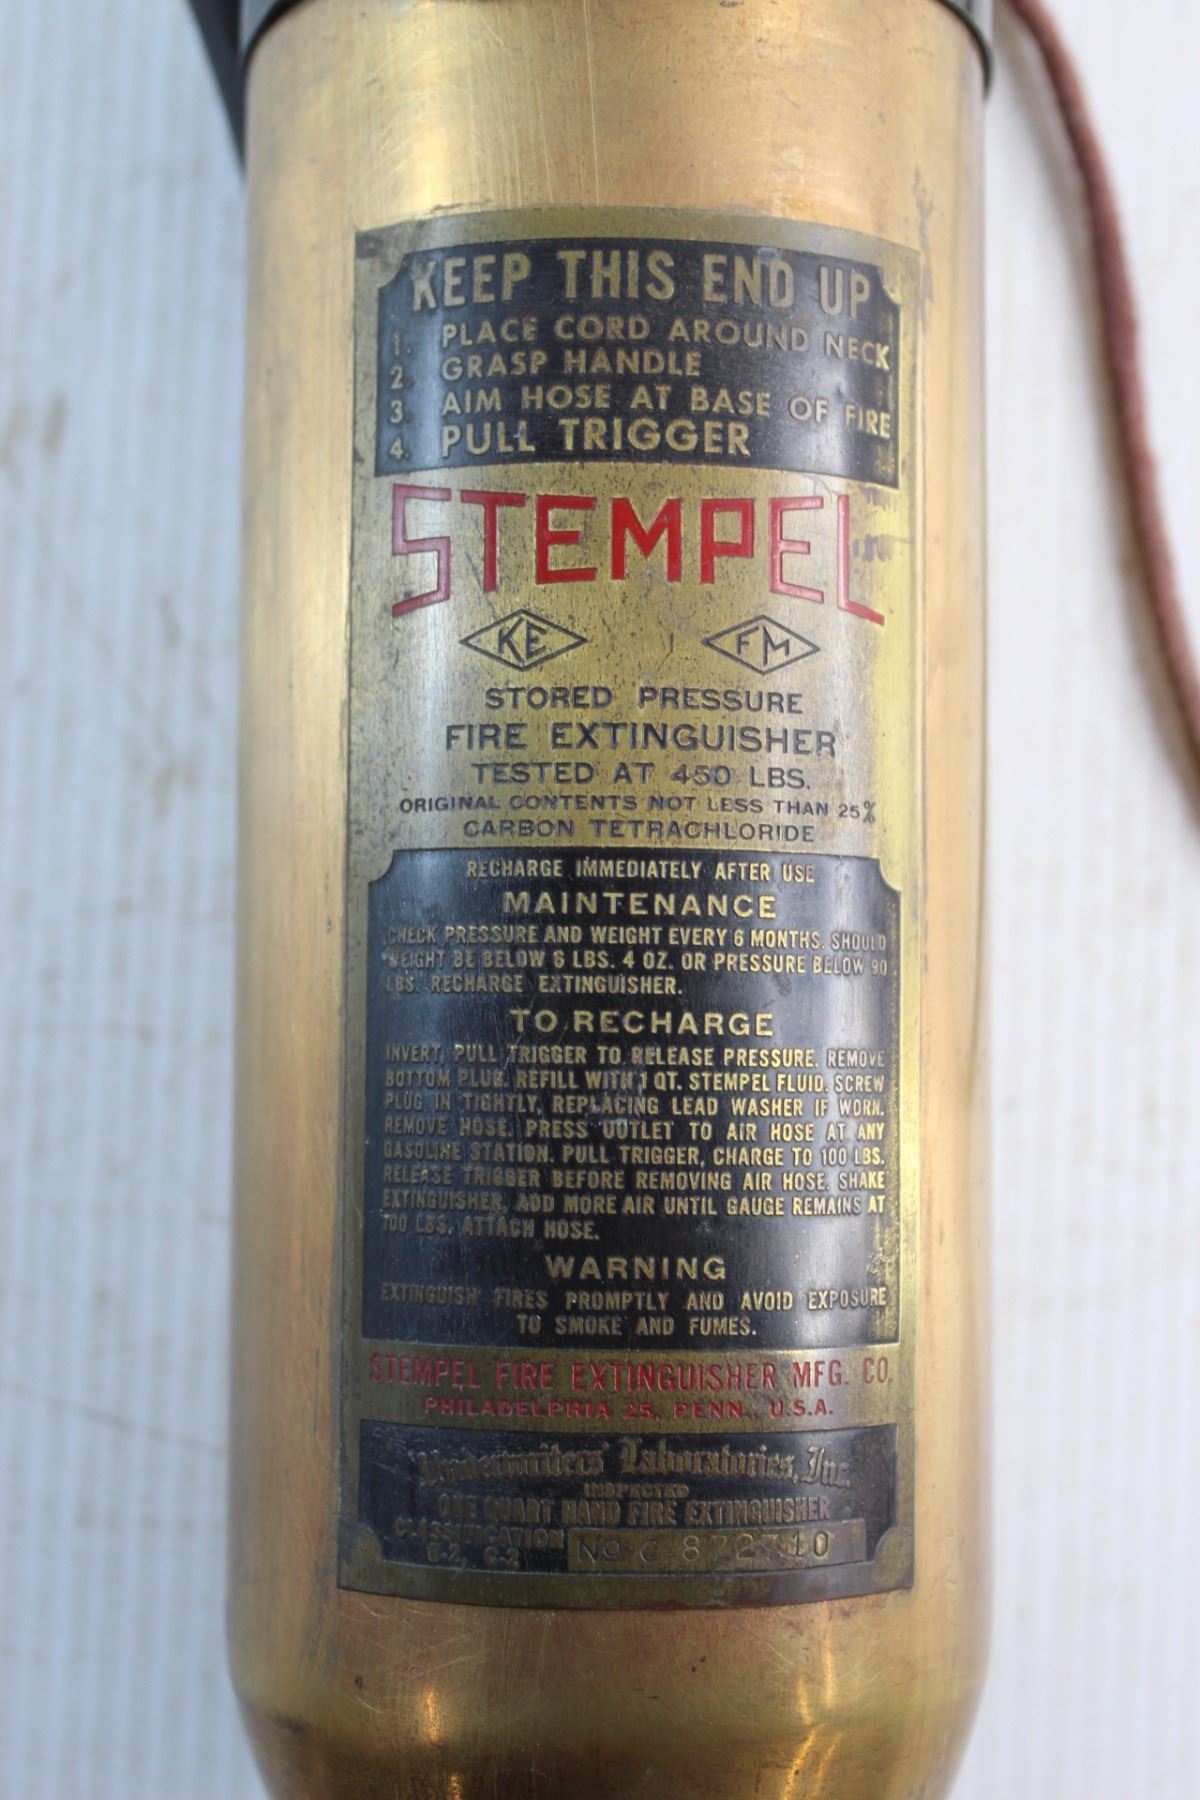 KEEP THIS END UP
1. PLACE CORD AROUND NECK
2. GRASP HANDLE
3. AIM HOSE AT BASE OF FIRE
4. PULL TRIGGER
STEMPEL
KE FM
STORED PRESSURE
FIRE EXTINGUISHER
TESTED AT 450 LBS.
ORIGINAL CONTENTS NOT LESS THAN 25%
CARBON TETRACHLORIDE
RECHARGE IMMEDIATELY AFTER USE
MAINTENANCE
CHECK PRESSURE AND WEIGHT EVERY 6 MONTHS. SHOULD
WEIGHT BE BELOW 6 LBS. 4 OZ. OR PRESSURE BELOW 90
LBS. RECHARGE EXTINGUISHER.
TO RECHARGE
INVERT, PULL TRIGGER TO RELEASE PRESSURE. REMOVE
BOTTOM PLUG. REFILL WITH 1 QT. STEMPEL FLUID. SCREW
PLUG IN TIGHTLY, REPLACING LEAD WASHER IF WORN.
REMOVE HOSE. PRESS OUTLET TO AIR HOSE AT ANY
GASOLINE STATION. PULL TRIGGER, CHARGE TO 100 LBS.
RELEASE TRIGGER BEFORE REMOVING AIR HOSE. SHAKE
EXTINGUISHER, ADD MORE AIR UNTIL GAUGE REMAINS AT
100 LBS. ATTACH HOSE.
WARNING
EXTINGUISH FIRES PROMPTLY AND AVOID EXPOSURE
TO SMOKE AND FUMES.
STEMPEL FIRE EXTINGUISHER MFG. CO.
PHILADELPHIA 25, PENN., U.S.A.
Underwriters' Laboratories, Inc.
INSPECTED
ONE QUART HAND FIRE EXTINGUISHER
CLASSIFICATION
B-2, C-2
No C-872710